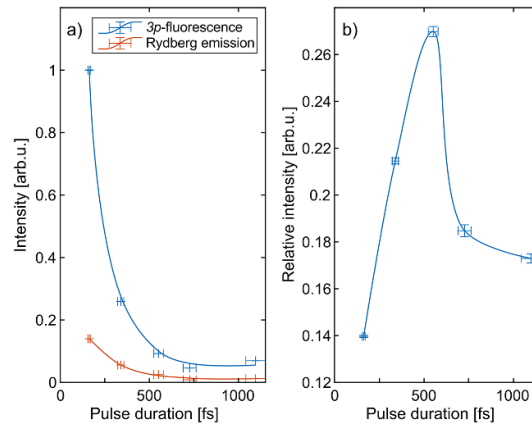 a)
3p-fluorescence
Rydberg emission
Intensity [arb.u.]
1
0.8
0.6
0.4
0.2
0
0 500 1000
Pulse duration [fs]
b)
Relative intensity [arb.u.]
0.26
0.24
0.22
0.2
0.18
0.16
0.14
0.12
0 500 1000
Pulse duration [fs]